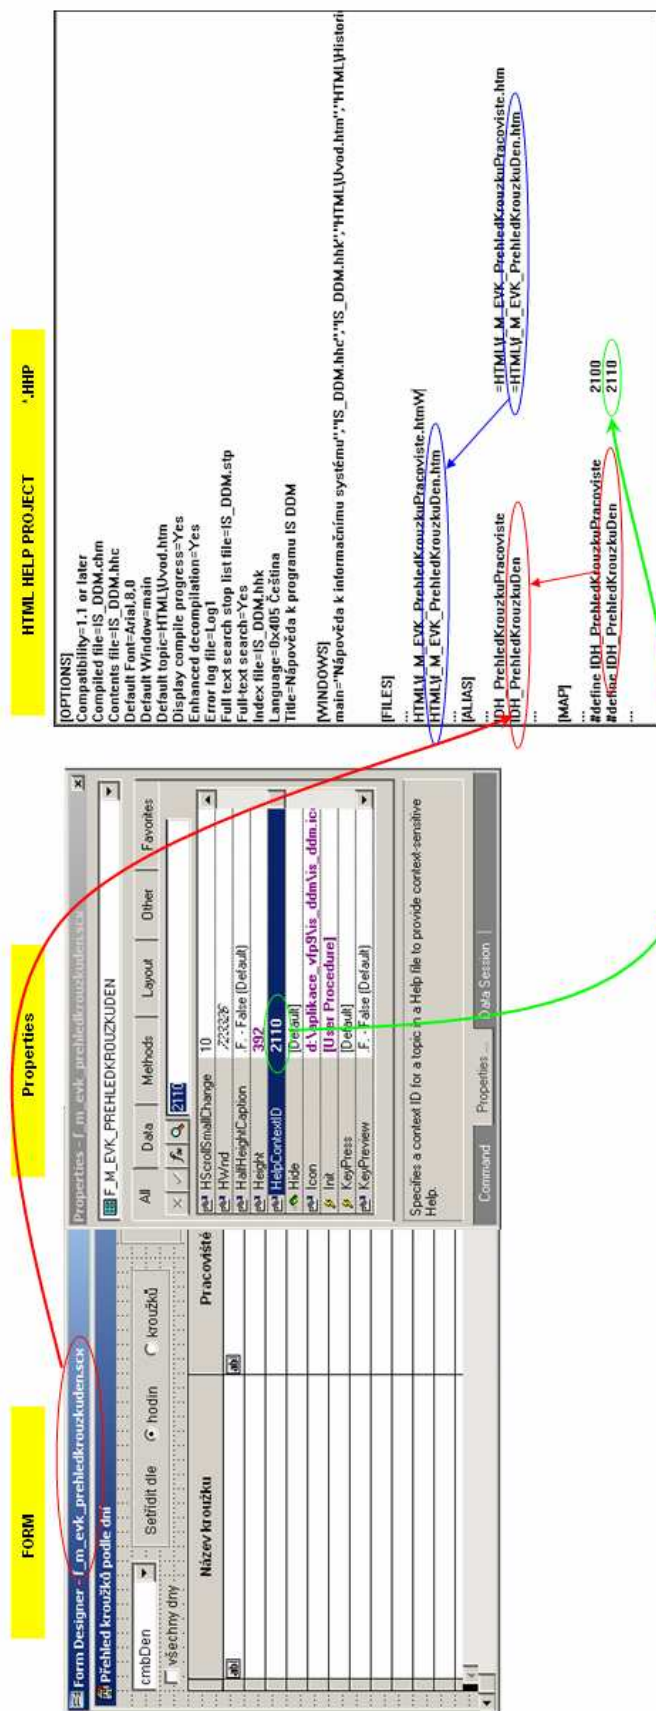 FORM
Form Designer - f_m_evk_prehledkrouzkuden.scx
Přehled kroužků podle dní
cmbDen
všechny dny
Setřídit dle
hodin
kroužků
Název kroužku
Pracoviště
abl
abl
Properties
Properties - f_m_evk_prehledkrouzkuden.scx
F_M_EVK_PREHLEDKROUZKUDEN
All Data Methods Layout Other Favorites
2110
HScrollSmallChange 10
HWnd 723326
HalfHeightCaption .F. - False (Default)
Height 392
HelpContextID 2110
Hide [Default]
Icon d:\aplikace_vfp9\is_ddm\is_ddm.ic
Init [User Procedure]
KeyPress [Default]
KeyPreview .F. - False (Default)
Specifies a context ID for a topic in a Help file to provide context-sensitive
Help.
Command Properties ... Data Session
HTML HELP PROJECT *.HHP
[OPTIONS]
Compatibility=1.1 or later
Compiled file=IS_DDM.chm
Contents file=IS_DDM.hhc
Default Font=Arial,8,0
Default Window=main
Default topic=HTML\Uvod.htm
Display compile progress=Yes
Enhanced decompilation=Yes
Error log file=Log1
Full text search stop list file=IS_DDM.stp
Full-text search=Yes
Index file=IS_DDM.hhk
Language=0x405 Čeština
Title=Nápověda k programu IS DDM
[WINDOWS]
main="Nápověda k informačnímu systému","IS_DDM.hhc","IS_DDM.hhk","HTML\Uvod.htm","HTML\Histori
[FILES]
...
HTML\f_M_EVK_PrehledKrouzkuPracoviste.htmW
HTML\f_M_EVK_PrehledKrouzkuDen.htm
...
[ALIAS]
...
IDH_PrehledKrouzkuPracoviste =HTML\f_M_EVK_PrehledKrouzkuPracoviste.htm
IDH_PrehledKrouzkuDen =HTML\f_M_EVK_PrehledKrouzkuDen.htm
...
[MAP]
...
#define IDH_PrehledKrouzkuPracoviste 2100
#define IDH_PrehledKrouzkuDen 2110
...